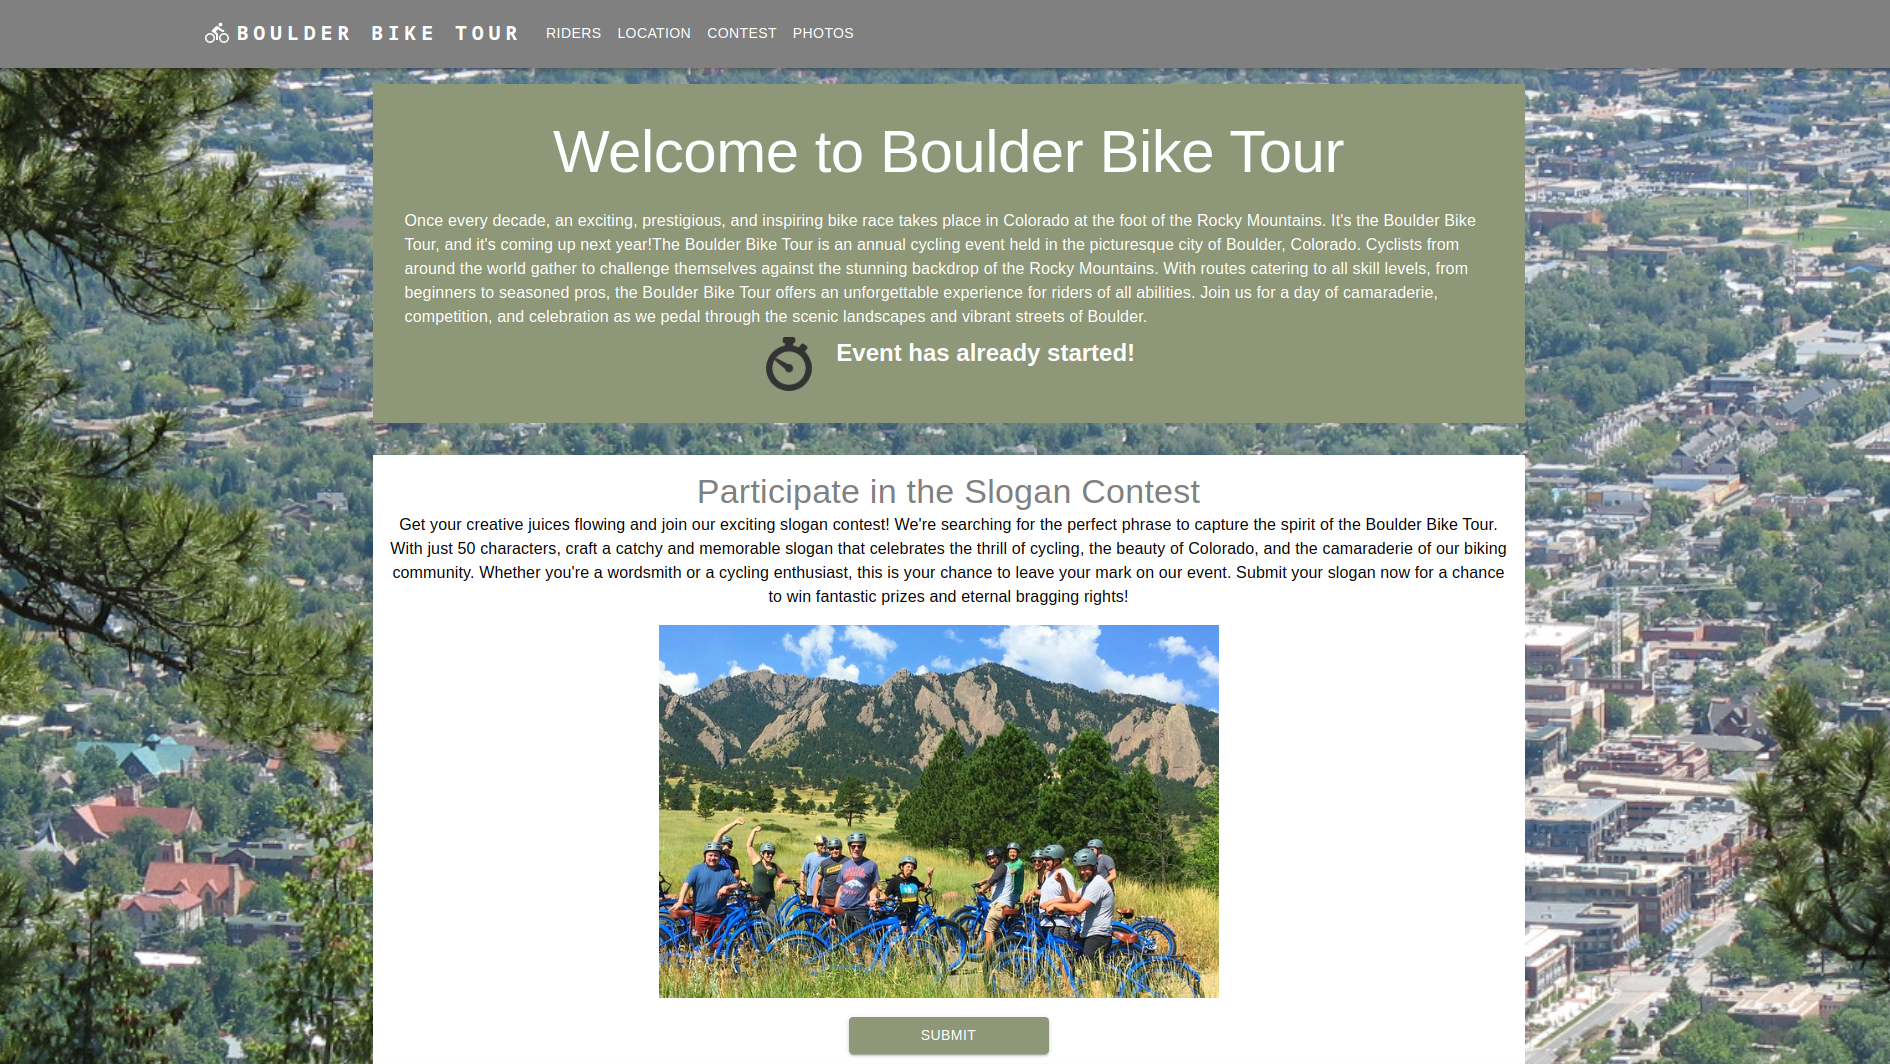 BOULDER BIKE TOUR RIDERS LOCATION CONTEST PHOTOS
Welcome to Boulder Bike Tour
Once every decade, an exciting, prestigious, and inspiring bike race takes place in Colorado at the foot of the Rocky Mountains. It's the Boulder Bike
Tour, and it's coming up next year!The Boulder Bike Tour is an annual cycling event held in the picturesque city of Boulder, Colorado. Cyclists from
around the world gather to challenge themselves against the stunning backdrop of the Rocky Mountains. With routes catering to all skill levels, from
beginners to seasoned pros, the Boulder Bike Tour offers an unforgettable experience for riders of all abilities. Join us for a day of camaraderie,
competition, and celebration as we pedal through the scenic landscapes and vibrant streets of Boulder.
Event has already started!
Participate in the Slogan Contest
Get your creative juices flowing and join our exciting slogan contest! We're searching for the perfect phrase to capture the spirit of the Boulder Bike Tour.
With just 50 characters, craft a catchy and memorable slogan that celebrates the thrill of cycling, the beauty of Colorado, and the camaraderie of our biking
community. Whether you're a wordsmith or a cycling enthusiast, this is your chance to leave your mark on our event. Submit your slogan now for a chance
to win fantastic prizes and eternal bragging rights!
SUBMIT